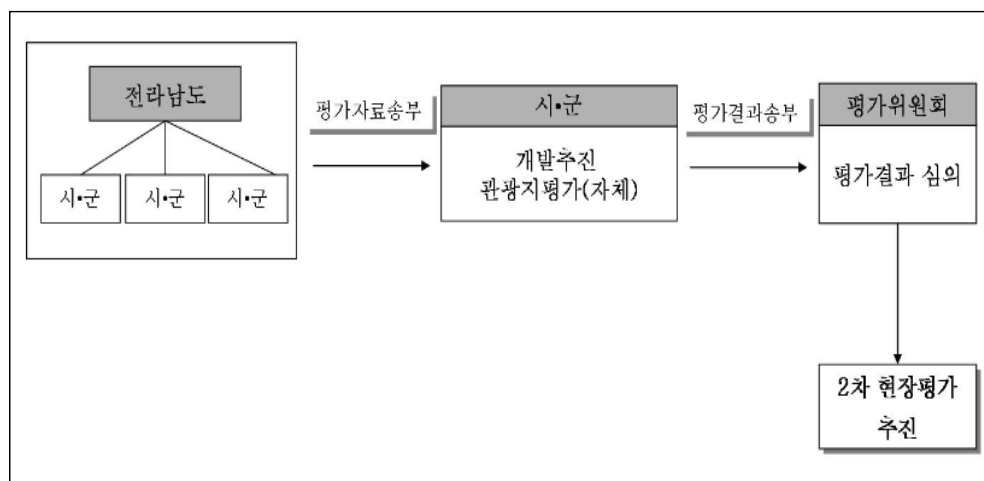 전라남도
시▪군
시▪군
시▪군
평가자료송부
시▪군
개발추진
관광지평가(자체)
평가결과송부
평가위원회
평가결과 심의
2차 현장평가
추진